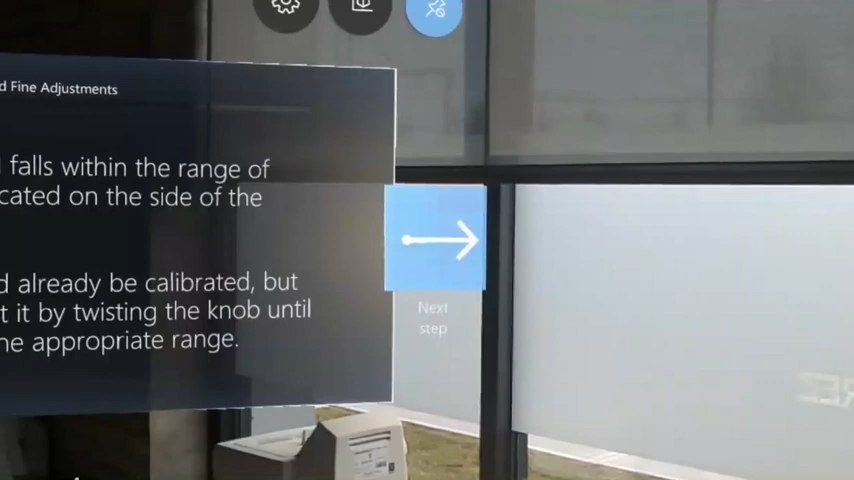 d Fine Adjustments
falls within the range of
cated on the side of the
d already be calibrated, but
t it by twisting the knob until
he appropriate range.
Next
step